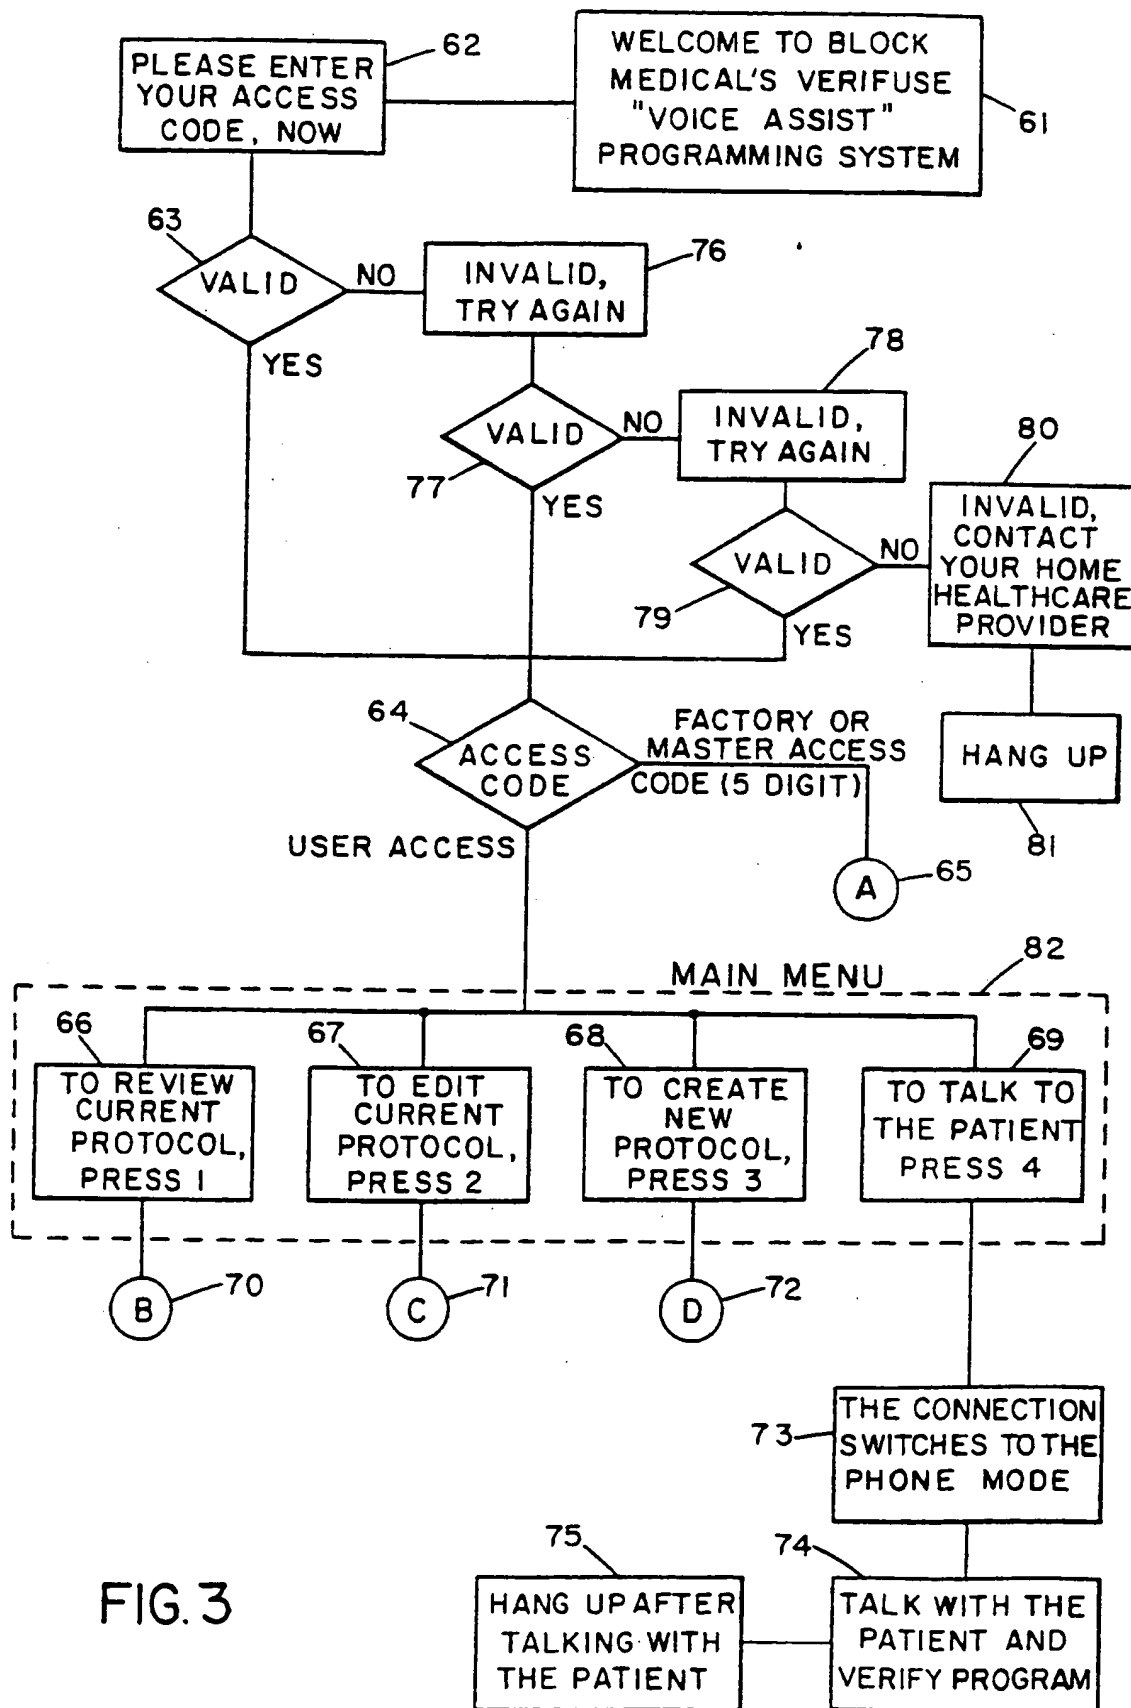 62
PLEASE ENTER
YOUR ACCESS
CODE, NOW
WELCOME TO BLOCK
MEDICAL'S VERIFUSE
"VOICE ASSIST"
PROGRAMMING SYSTEM
61
63
VALID
NO
YES
76
INVALID,
TRY AGAIN
VALID
77
NO
YES
78
INVALID,
TRY AGAIN
VALID
79
NO
YES
80
INVALID,
CONTACT
YOUR HOME
HEALTHCARE
PROVIDER
HANG UP
81
64
ACCESS
CODE
FACTORY OR
MASTER ACCESS
CODE (5 DIGIT)
USER ACCESS
A
65
82
MAIN MENU
66
TO REVIEW
CURRENT
PROTOCOL,
PRESS 1
67
TO EDIT
CURRENT
PROTOCOL,
PRESS 2
68
TO CREATE
NEW
PROTOCOL,
PRESS 3
69
TO TALK TO
THE PATIENT
PRESS 4
B
70
C
71
D
72
73
THE CONNECTION
SWITCHES TO THE
PHONE MODE
74
TALK WITH THE
PATIENT AND
VERIFY PROGRAM
75
HANG UP AFTER
TALKING WITH
THE PATIENT
FIG. 3